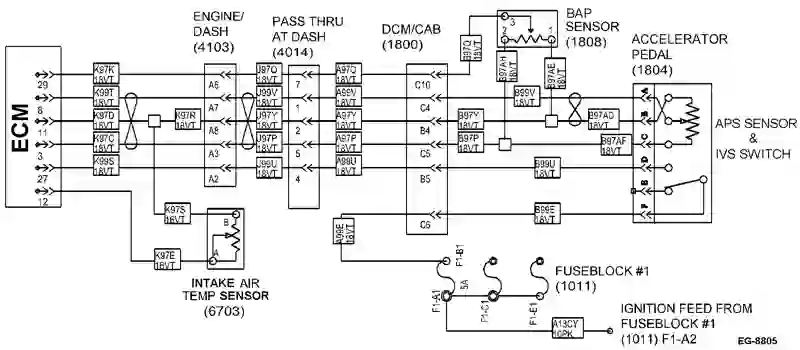 ENGINE/
DASH
(4103)
PASS THRU
AT DASH
(4014)
DCM/CAB
(1800)
BAP
SENSOR
(1808)
3
2
1
ACCELERATOR
PEDAL
(1804)
ECM
29
K97K
18VT
A6
J97Q
18VT
7
A97Q
18VT
C10
B97Q
18VT
B97AH
18VT
B97AE
18VT
8
K99T
18VT
A7
J99V
18VT
1
A99V
18VT
C4
B99V
18VT
A
11
K97D
18VT
K97R
18VT
A8
J97Y
18VT
2
A97Y
18VT
B4
B97Y
18VT
B97AD
18VT
B
3
K97C
18VT
A3
J97P
18VT
5
A97P
18VT
C5
B97P
18VT
B97AF
18VT
C
27
K99S
18VT
A2
J99U
18VT
4
A99U
18VT
B5
B99U
18VT
D
12
E
APS SENSOR
&
IVS SWITCH
K97S
18VT
B
A
K97E
18VT
INTAKE AIR
TEMP SENSOR
(6703)
A99E
18VT
C6
B99E
18VT
F
F1-B1
5A
F1-A1
F1-C1
F1-E1
FUSEBLOCK #1
(1011)
A13CY
10PK
IGNITION FEED FROM
FUSEBLOCK #1
(1011) F1-A2
EG-8805